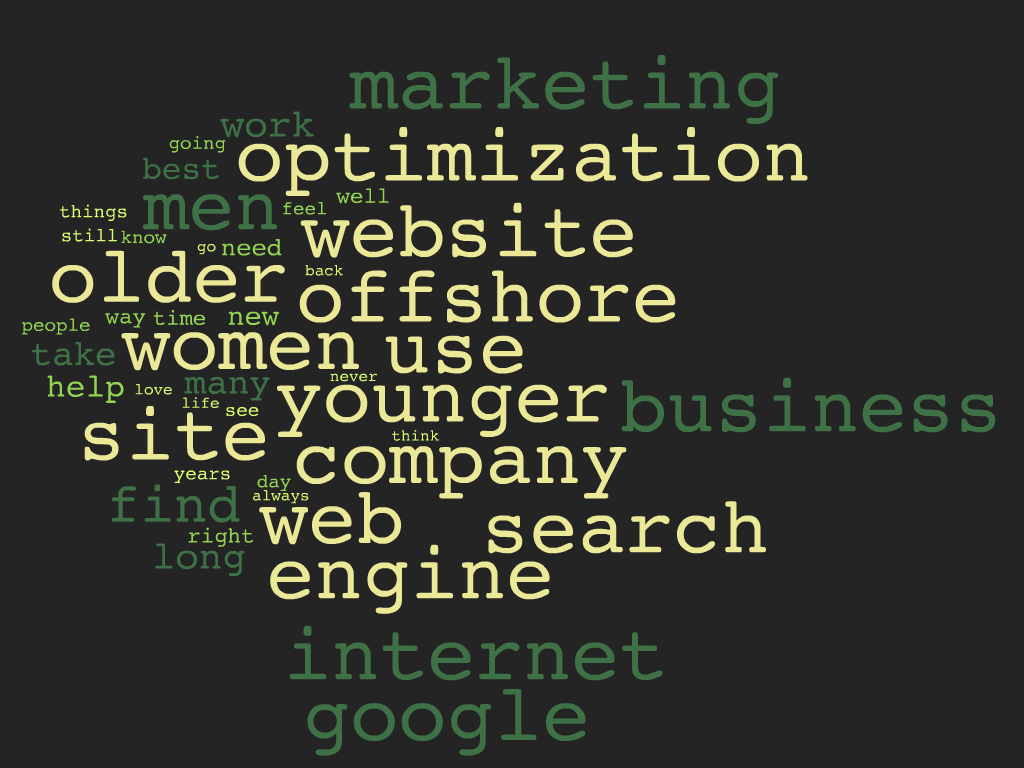 marketing
work
going
optimization
best
men
well
things
feel
website
still
know
go
need
older
back
offshore
people
way
time
new
women
use
take
help
love
many
never
younger
business
life
see
site
think
company
years
day
find
always
web
search
right
long
engine
internet
google